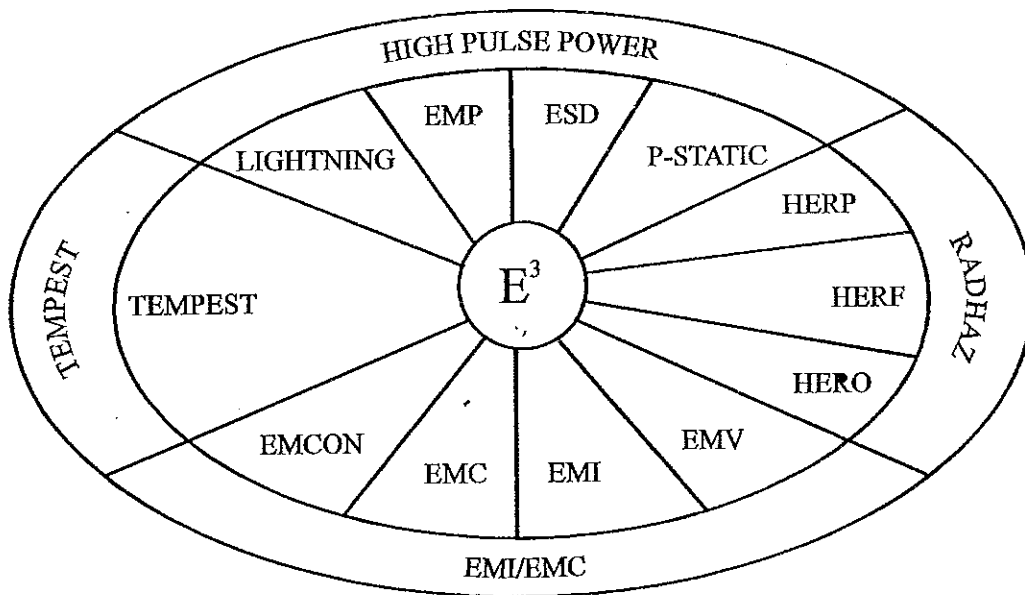 HIGH PULSE POWER
EMP
ESD
LIGHTNING
P-STATIC
HERP
TEMPEST
TEMPEST
E³
HERF
RADHAZ
HERO
EMCON
EMV
EMC
EMI
EMI/EMC